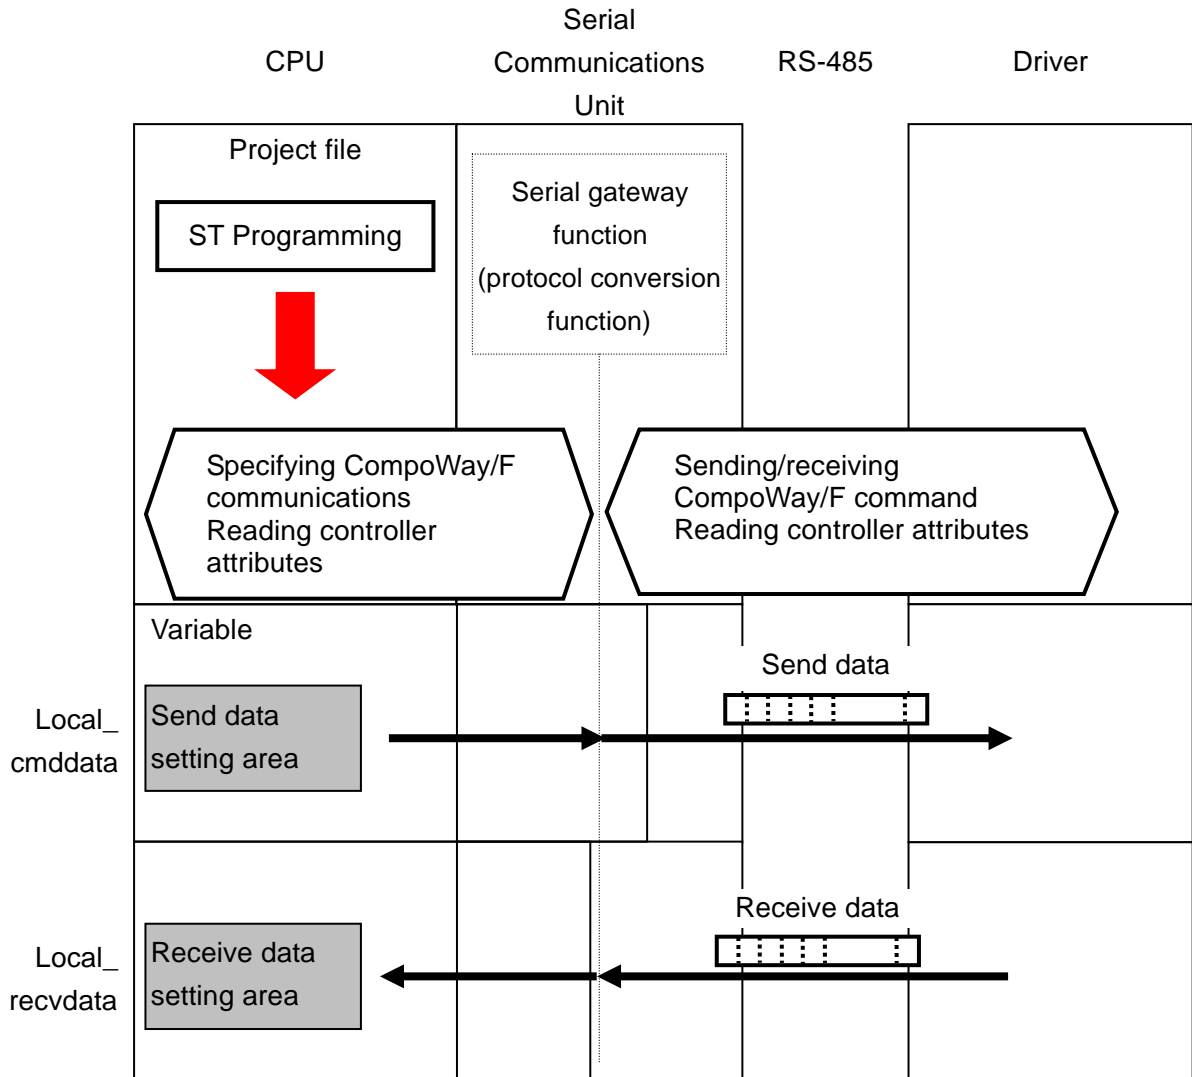 CPU
Serial
Communications
Unit
RS-485
Driver
Project file
ST Programming
Serial gateway
function
(protocol conversion
function)
Specifying CompoWay/F
communications
Reading controller
attributes
Sending/receiving
CompoWay/F command
Reading controller attributes
Variable
Local_
cmddata
Send data
setting area
Send data
Local_
recvdata
Receive data
setting area
Receive data